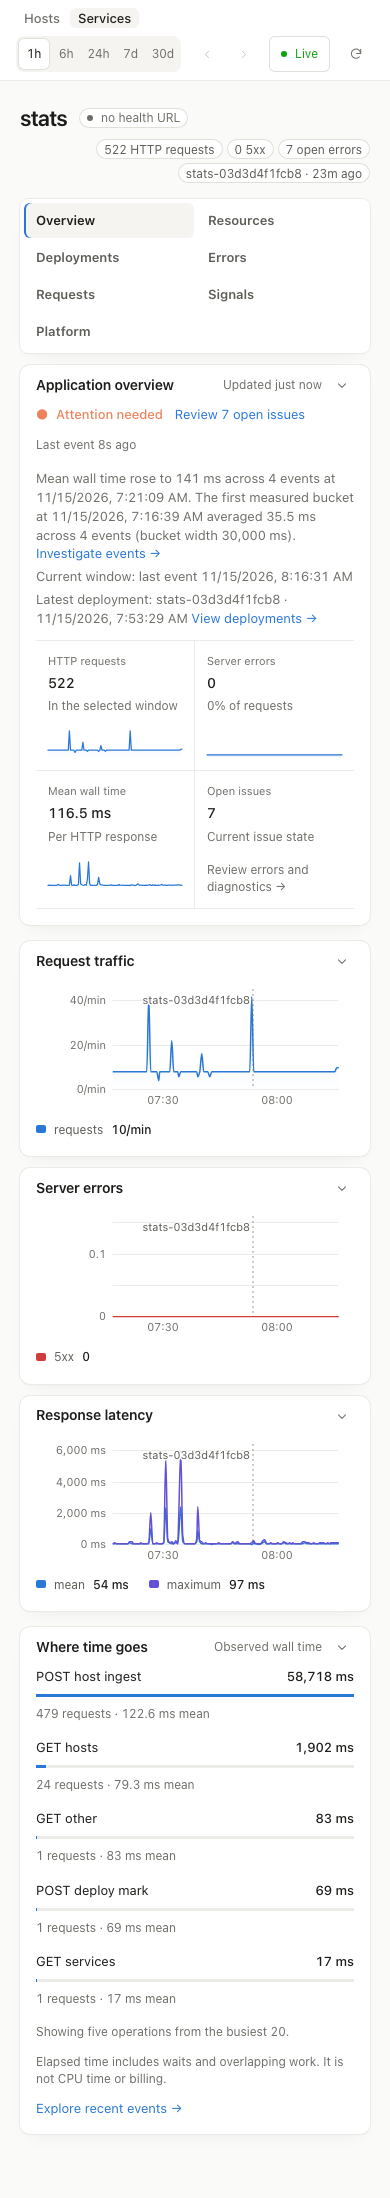 Hosts Services
1h 6h 24h 7d 30d Live
stats no health URL
522 HTTP requests 0 5xx 7 open errors
stats-03d3d4f1fcb8 · 23m ago
Overview Resources
Deployments Errors
Requests Signals
Platform
Application overview Updated just now
Attention needed Review 7 open issues
Last event 8s ago
Mean wall time rose to 141 ms across 4 events at
11/15/2026, 7:21:09 AM. The first measured bucket
at 11/15/2026, 7:16:39 AM averaged 35.5 ms
across 4 events (bucket width 30,000 ms).
Investigate events →
Current window: last event 11/15/2026, 8:16:31 AM
Latest deployment: stats-03d3d4f1fcb8 ·
11/15/2026, 7:53:29 AM View deployments →
HTTP requests
522
In the selected window
Server errors
0
0% of requests
Mean wall time
116.5 ms
Per HTTP response
Open issues
7
Current issue state
Review errors and
diagnostics →
Request traffic
40/min
stats-03d3d4f1fcb8
20/min
0/min
07:30 08:00
requests 10/min
Server errors
stats-03d3d4f1fcb8
0.1
0
07:30 08:00
5xx 0
Response latency
6,000 ms
stats-03d3d4f1fcb8
4,000 ms
2,000 ms
0 ms
07:30 08:00
mean 54 ms maximum 97 ms
Where time goes Observed wall time
POST host ingest 58,718 ms
479 requests · 122.6 ms mean
GET hosts 1,902 ms
24 requests · 79.3 ms mean
GET other 83 ms
1 requests · 83 ms mean
POST deploy mark 69 ms
1 requests · 69 ms mean
GET services 17 ms
1 requests · 17 ms mean
Showing five operations from the busiest 20.
Elapsed time includes waits and overlapping work. It is
not CPU time or billing.
Explore recent events →